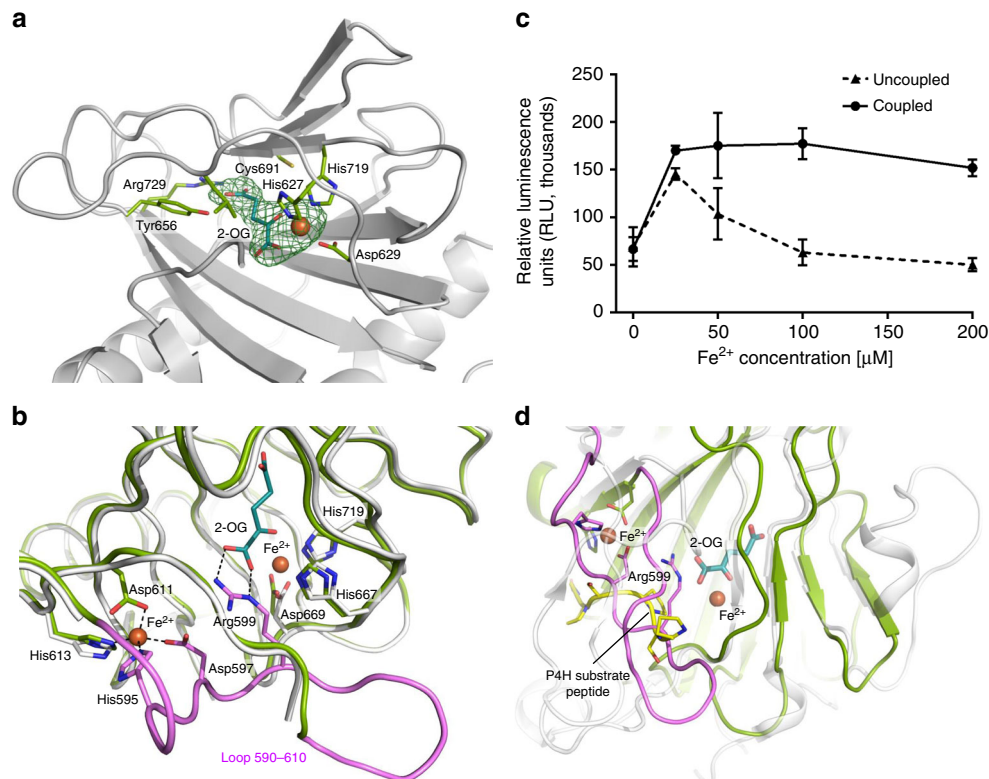 a
Cys691
His719
Arg729
His627
Tyr656
2-OG
Asp629
c
250
200
150
100
50
0
Relative luminescence
units (RLU, thousands)
Uncoupled
Coupled
0
50
100
150
200
Fe2+ concentration [μM]
b
His719
2-OG
Fe2+
Asp611
Fe2+
Arg599
Asp669
His667
His613
Asp597
His595
Loop 590–610
d
Fe2+
2-OG
Arg599
Fe2+
P4H substrate
peptide